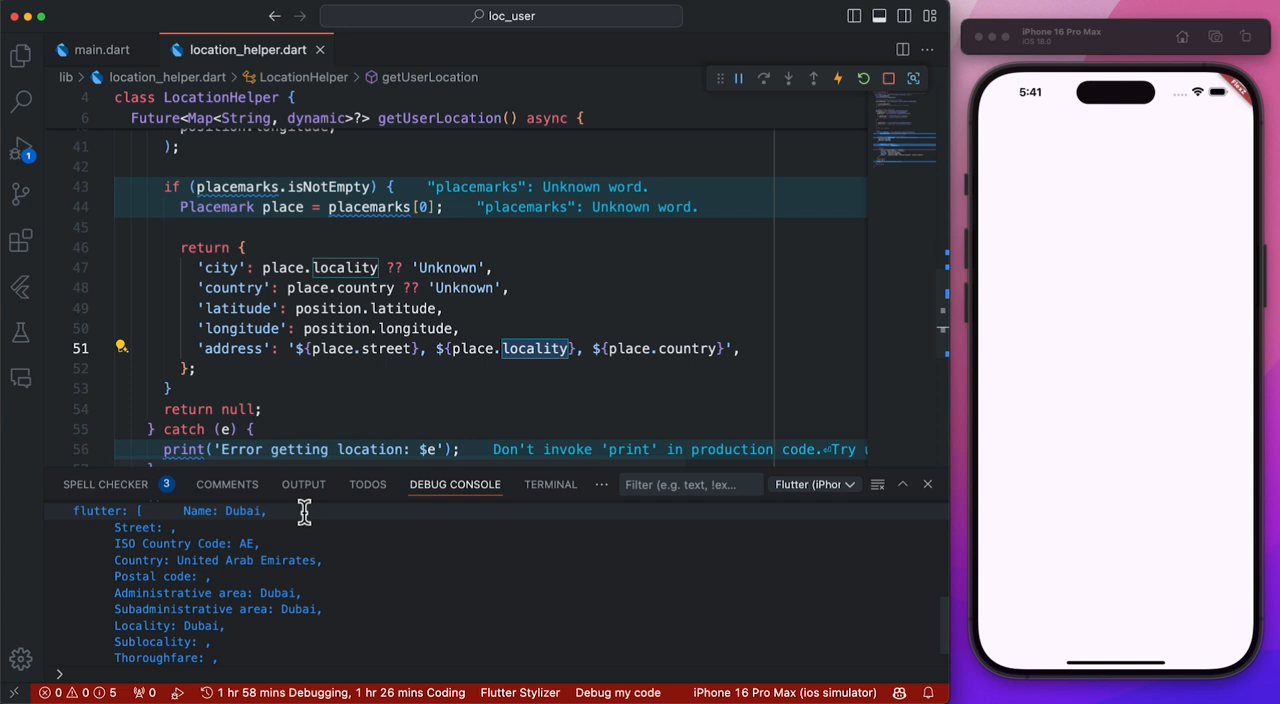 loc_user
main.dart
location_helper.dart
lib > location_helper.dart > LocationHelper > getUserLocation
4 class LocationHelper {
6 Future<Map<String, dynamic>?> getUserLocation() async {
position.longitude,
41 );
42
43 if (placemarks.isNotEmpty) { "placemarks": Unknown word.
44 Placemark place = placemarks[0]; "placemarks": Unknown word.
45
46 return {
47 'city': place.locality ?? 'Unknown',
48 'country': place.country ?? 'Unknown',
49 'latitude': position.latitude,
50 'longitude': position.longitude,
51 'address': '${place.street}, ${place.locality}, ${place.country}',
52 };
53 }
54 return null;
55 } catch (e) {
56 print('Error getting location: $e'); Don't invoke 'print' in production code.⏎Try u
1
SPELL CHECKER 3 COMMENTS OUTPUT TODOS DEBUG CONSOLE TERMINAL ··· Filter (e.g. text, !ex... Flutter (iPhor
flutter: [ Name: Dubai,
Street: ,
ISO Country Code: AE,
Country: United Arab Emirates,
Postal code: ,
Administrative area: Dubai,
Subadministrative area: Dubai,
Locality: Dubai,
Sublocality: ,
Thoroughfare: ,
>
0 0 5 0 1 hr 58 mins Debugging, 1 hr 26 mins Coding Flutter Stylizer Debug my code iPhone 16 Pro Max (ios simulator)
iPhone 16 Pro Max
iOS 18.0
5:41